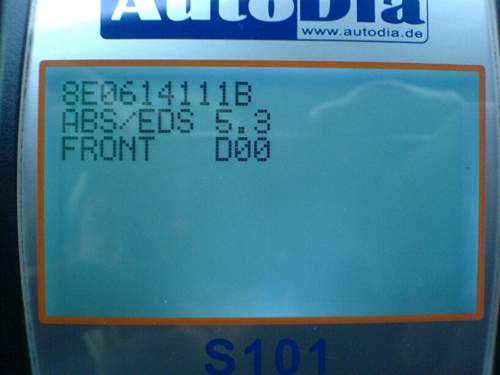 AutoDia
www.autodia.de
8E0614111B
ABS/EDS 5.3
FRONT D00
S101